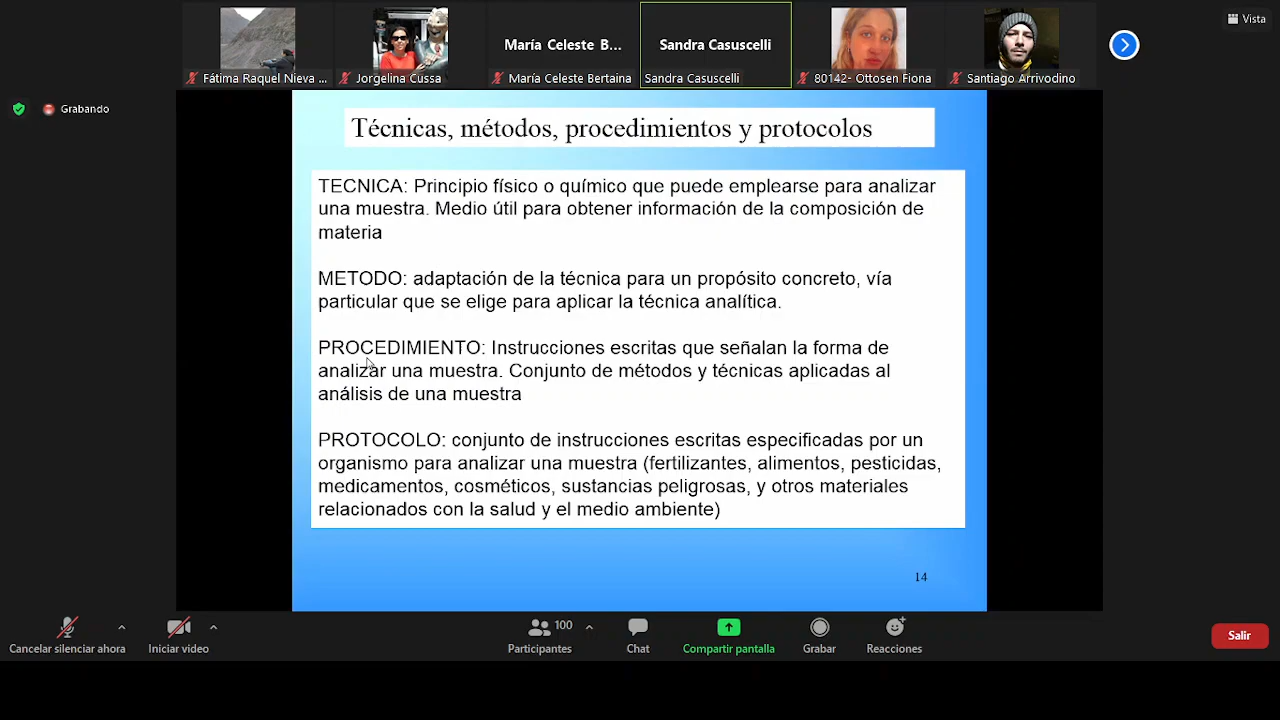 María Celeste B...
Sandra Casuscelli
Vista
Fátima Raquel Nieva ...
Jorgelina Cussa
María Celeste Bertaina
Sandra Casuscelli
80142- Ottosen Fiona
Santiago Arrivodino
Grabando
Técnicas, métodos, procedimientos y protocolos
TECNICA: Principio físico o químico que puede emplearse para analizar
una muestra. Medio útil para obtener información de la composición de
materia
METODO: adaptación de la técnica para un propósito concreto, vía
particular que se elige para aplicar la técnica analítica.
PROCEDIMIENTO: Instrucciones escritas que señalan la forma de
analizar una muestra. Conjunto de métodos y técnicas aplicadas al
análisis de una muestra
PROTOCOLO: conjunto de instrucciones escritas especificadas por un
organismo para analizar una muestra (fertilizantes, alimentos, pesticidas,
medicamentos, cosméticos, sustancias peligrosas, y otros materiales
relacionados con la salud y el medio ambiente)
14
100
Cancelar silenciar ahora
Iniciar video
Participantes
Chat
Compartir pantalla
Grabar
Reacciones
Salir